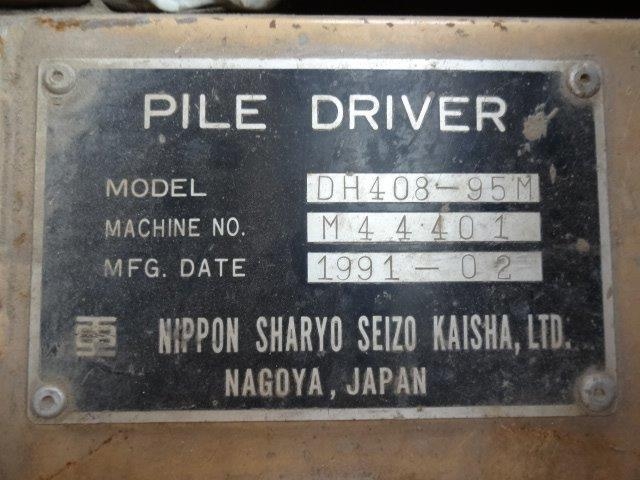 PILE DRIVER
MODEL DH408-95M
MACHINE NO. M44401
MFG. DATE 1991-02
NIPPON SHARYO SEIZO KAISHA, LTD.
NAGOYA, JAPAN